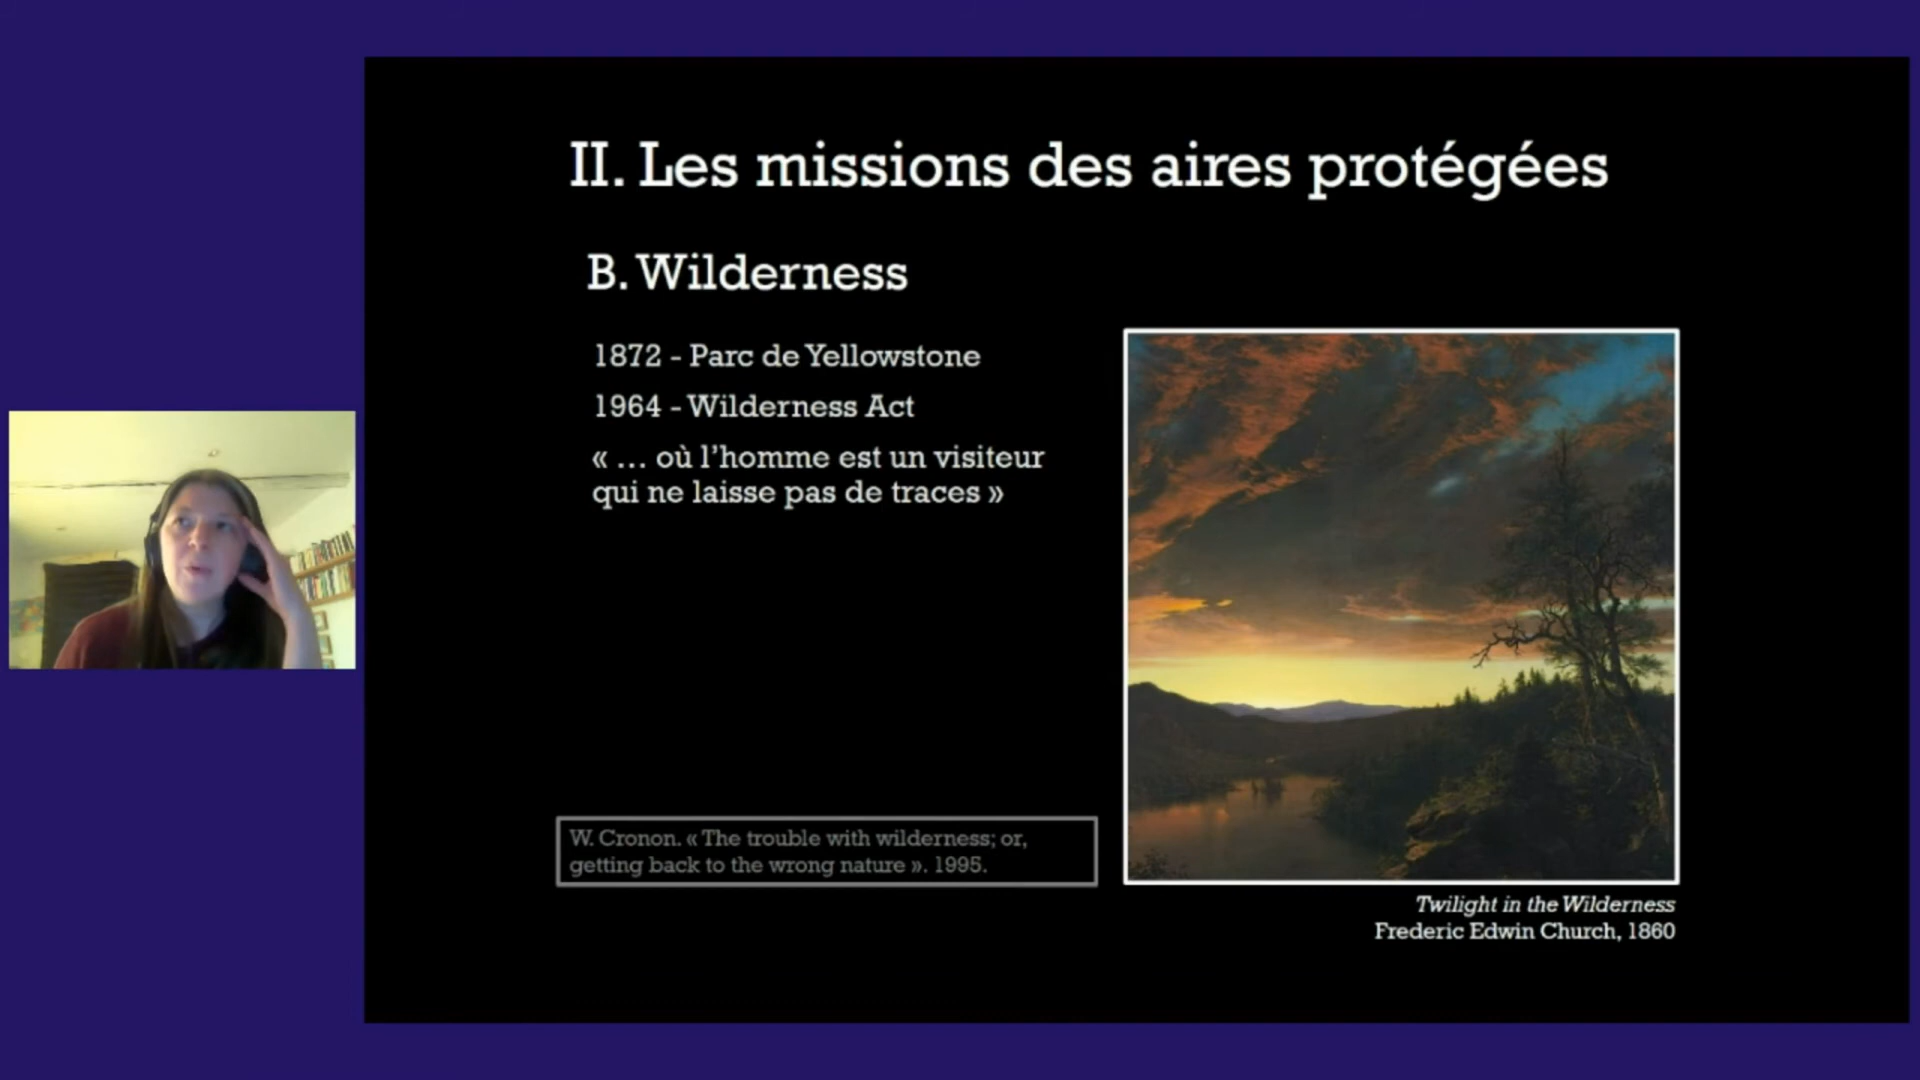 II. Les missions des aires protégées
B. Wilderness
1872 - Parc de Yellowstone
1964 - Wilderness Act
« … où l’homme est un visiteur
qui ne laisse pas de traces »
W. Cronon. « The trouble with wilderness; or,
getting back to the wrong nature ». 1995.
Twilight in the Wilderness
Frederic Edwin Church, 1860